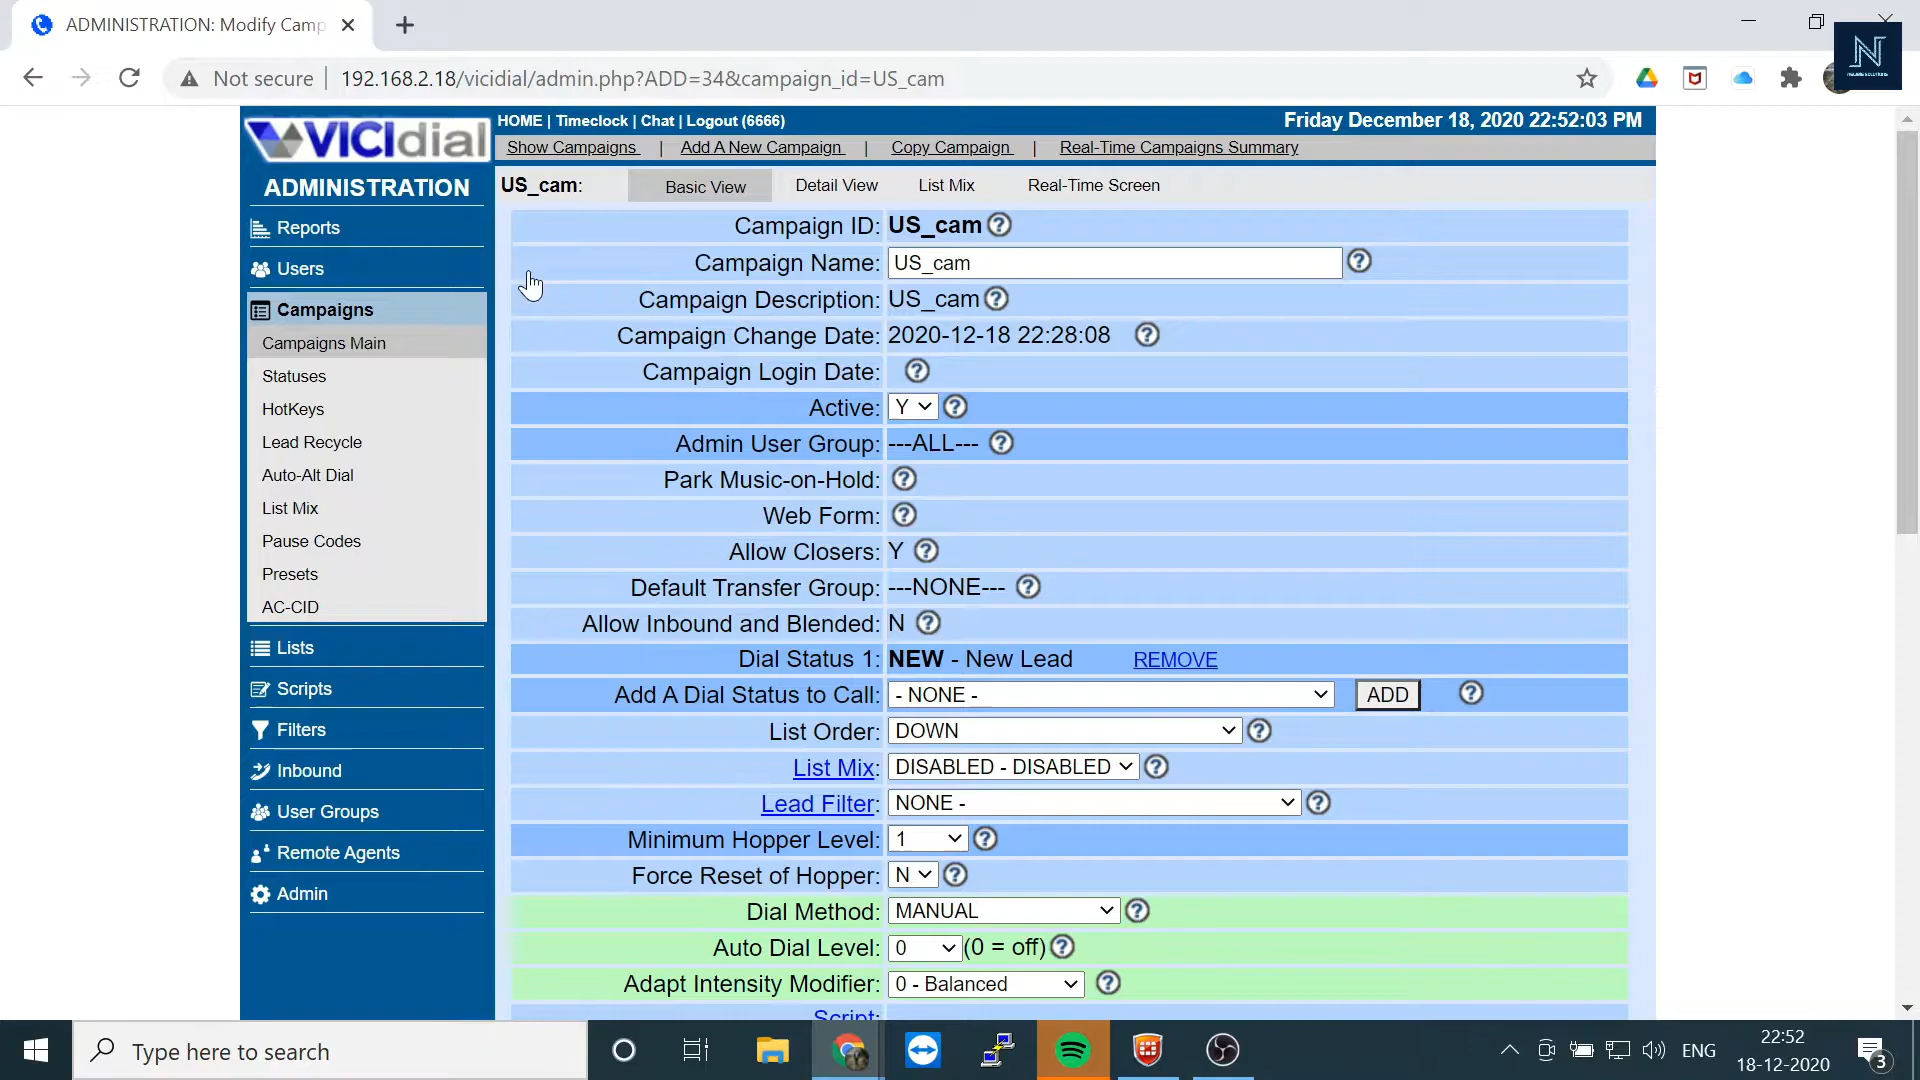 ADMINISTRATION: Modify Camp
Not secure
192.168.2.18/vicidial/admin.php?ADD=34&campaign_id=US_cam
N
VICIdial
HOME | Timeclock | Chat | Logout (6666)
Friday December 18, 2020 22:52:03 PM
Show Campaigns | Add A New Campaign | Copy Campaign | Real-Time Campaigns Summary
ADMINISTRATION
US_cam: Basic View Detail View List Mix Real-Time Screen
Reports
Users
Campaigns
Campaigns Main
Statuses
HotKeys
Lead Recycle
Auto-Alt Dial
List Mix
Pause Codes
Presets
AC-CID
Lists
Scripts
Filters
Inbound
User Groups
Remote Agents
Admin
Campaign ID: US_cam
Campaign Name: US_cam
Campaign Description: US_cam
Campaign Change Date: 2020-12-18 22:28:08
Campaign Login Date:
Active: Y
Admin User Group: ---ALL---
Park Music-on-Hold:
Web Form:
Allow Closers: Y
Default Transfer Group: ---NONE---
Allow Inbound and Blended: N
Dial Status 1: NEW - New Lead REMOVE
Add A Dial Status to Call: - NONE - ADD
List Order: DOWN
List Mix: DISABLED - DISABLED
Lead Filter: NONE -
Minimum Hopper Level: 1
Force Reset of Hopper: N
Dial Method: MANUAL
Auto Dial Level: 0 (0 = off)
Adapt Intensity Modifier: 0 - Balanced
Script:
Type here to search
ENG
22:52
18-12-2020
3